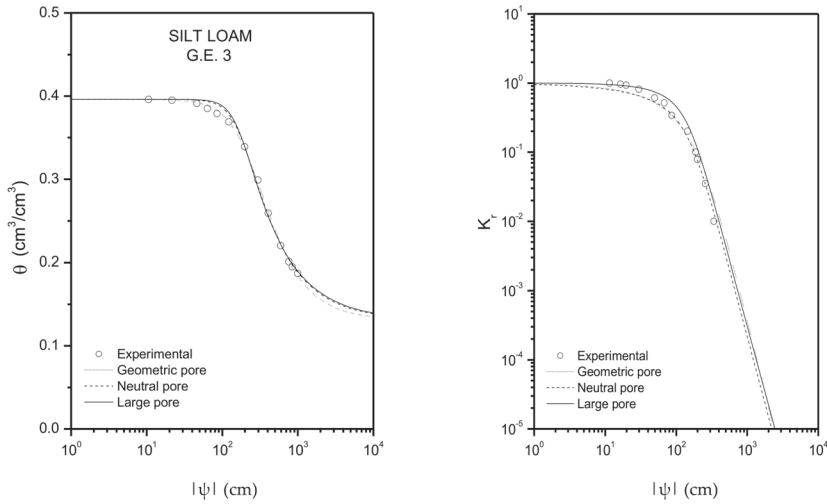 SILT LOAM
G.E. 3
θ (cm³/cm³)
0.5
0.4
0.3
0.2
0.1
0.0
Experimental
Geometric pore
Neutral pore
Large pore
10⁰
10¹
10²
10³
10⁴
|ψ| (cm)
Kᵣ
10¹
10⁰
10⁻¹
10⁻²
10⁻³
10⁻⁴
10⁻⁵
Experimental
Geometric pore
Neutral pore
Large pore
10⁰
10¹
10²
10³
10⁴
|ψ| (cm)